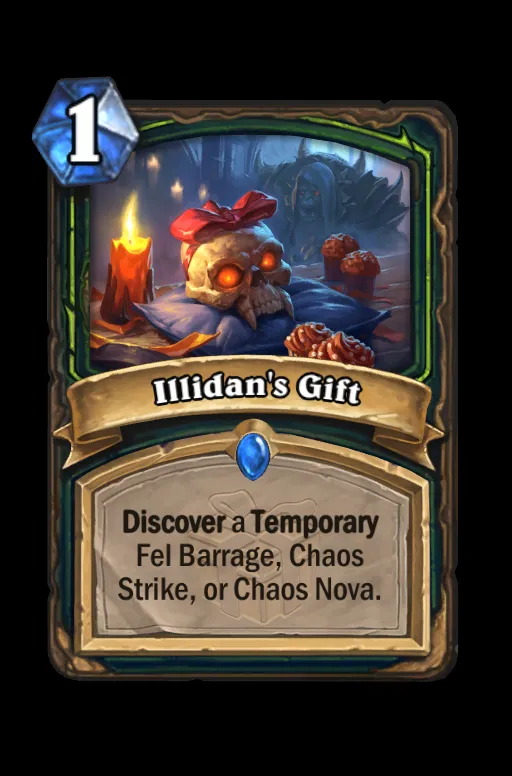 1
Illidan's Gift
Discover a Temporary
Fel Barrage, Chaos
Strike, or Chaos Nova.